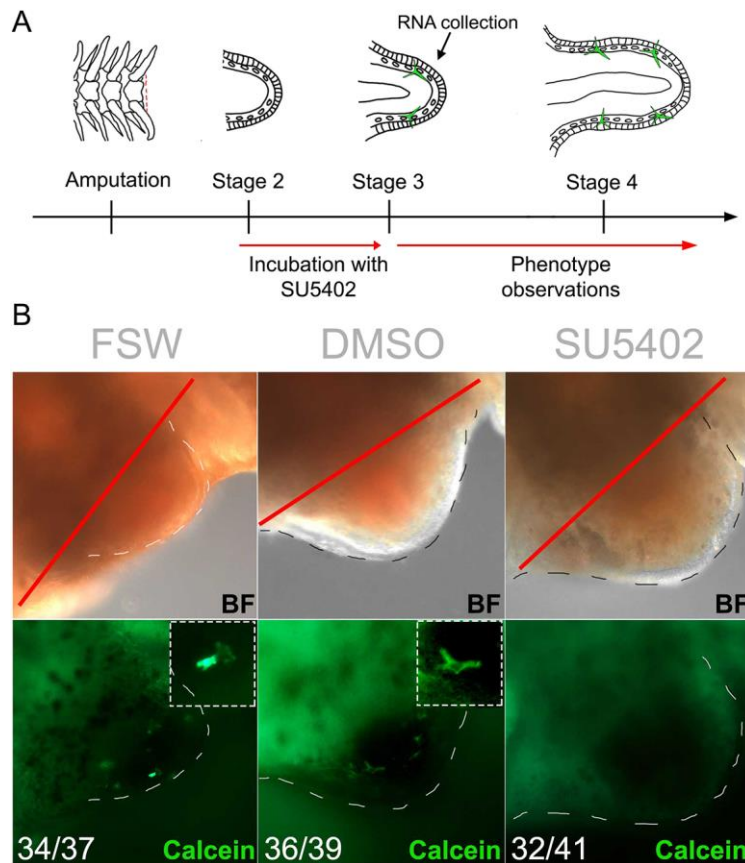 A
RNA collection
Amputation
Stage 2
Stage 3
Stage 4
Incubation with
SU5402
Phenotype
observations
B
FSW
DMSO
SU5402
BF
BF
BF
34/37
Calcein
36/39
Calcein
32/41
Calcein